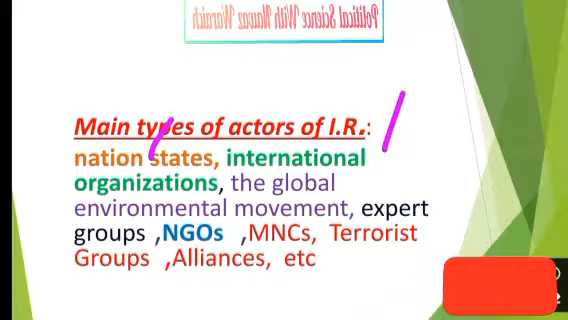 Political Science With Nawaz Waraich
Main types of actors of I.R.:
nation states, international
organizations, the global
environmental movement, expert
groups ,NGOs ,MNCs, Terrorist
Groups ,Alliances, etc